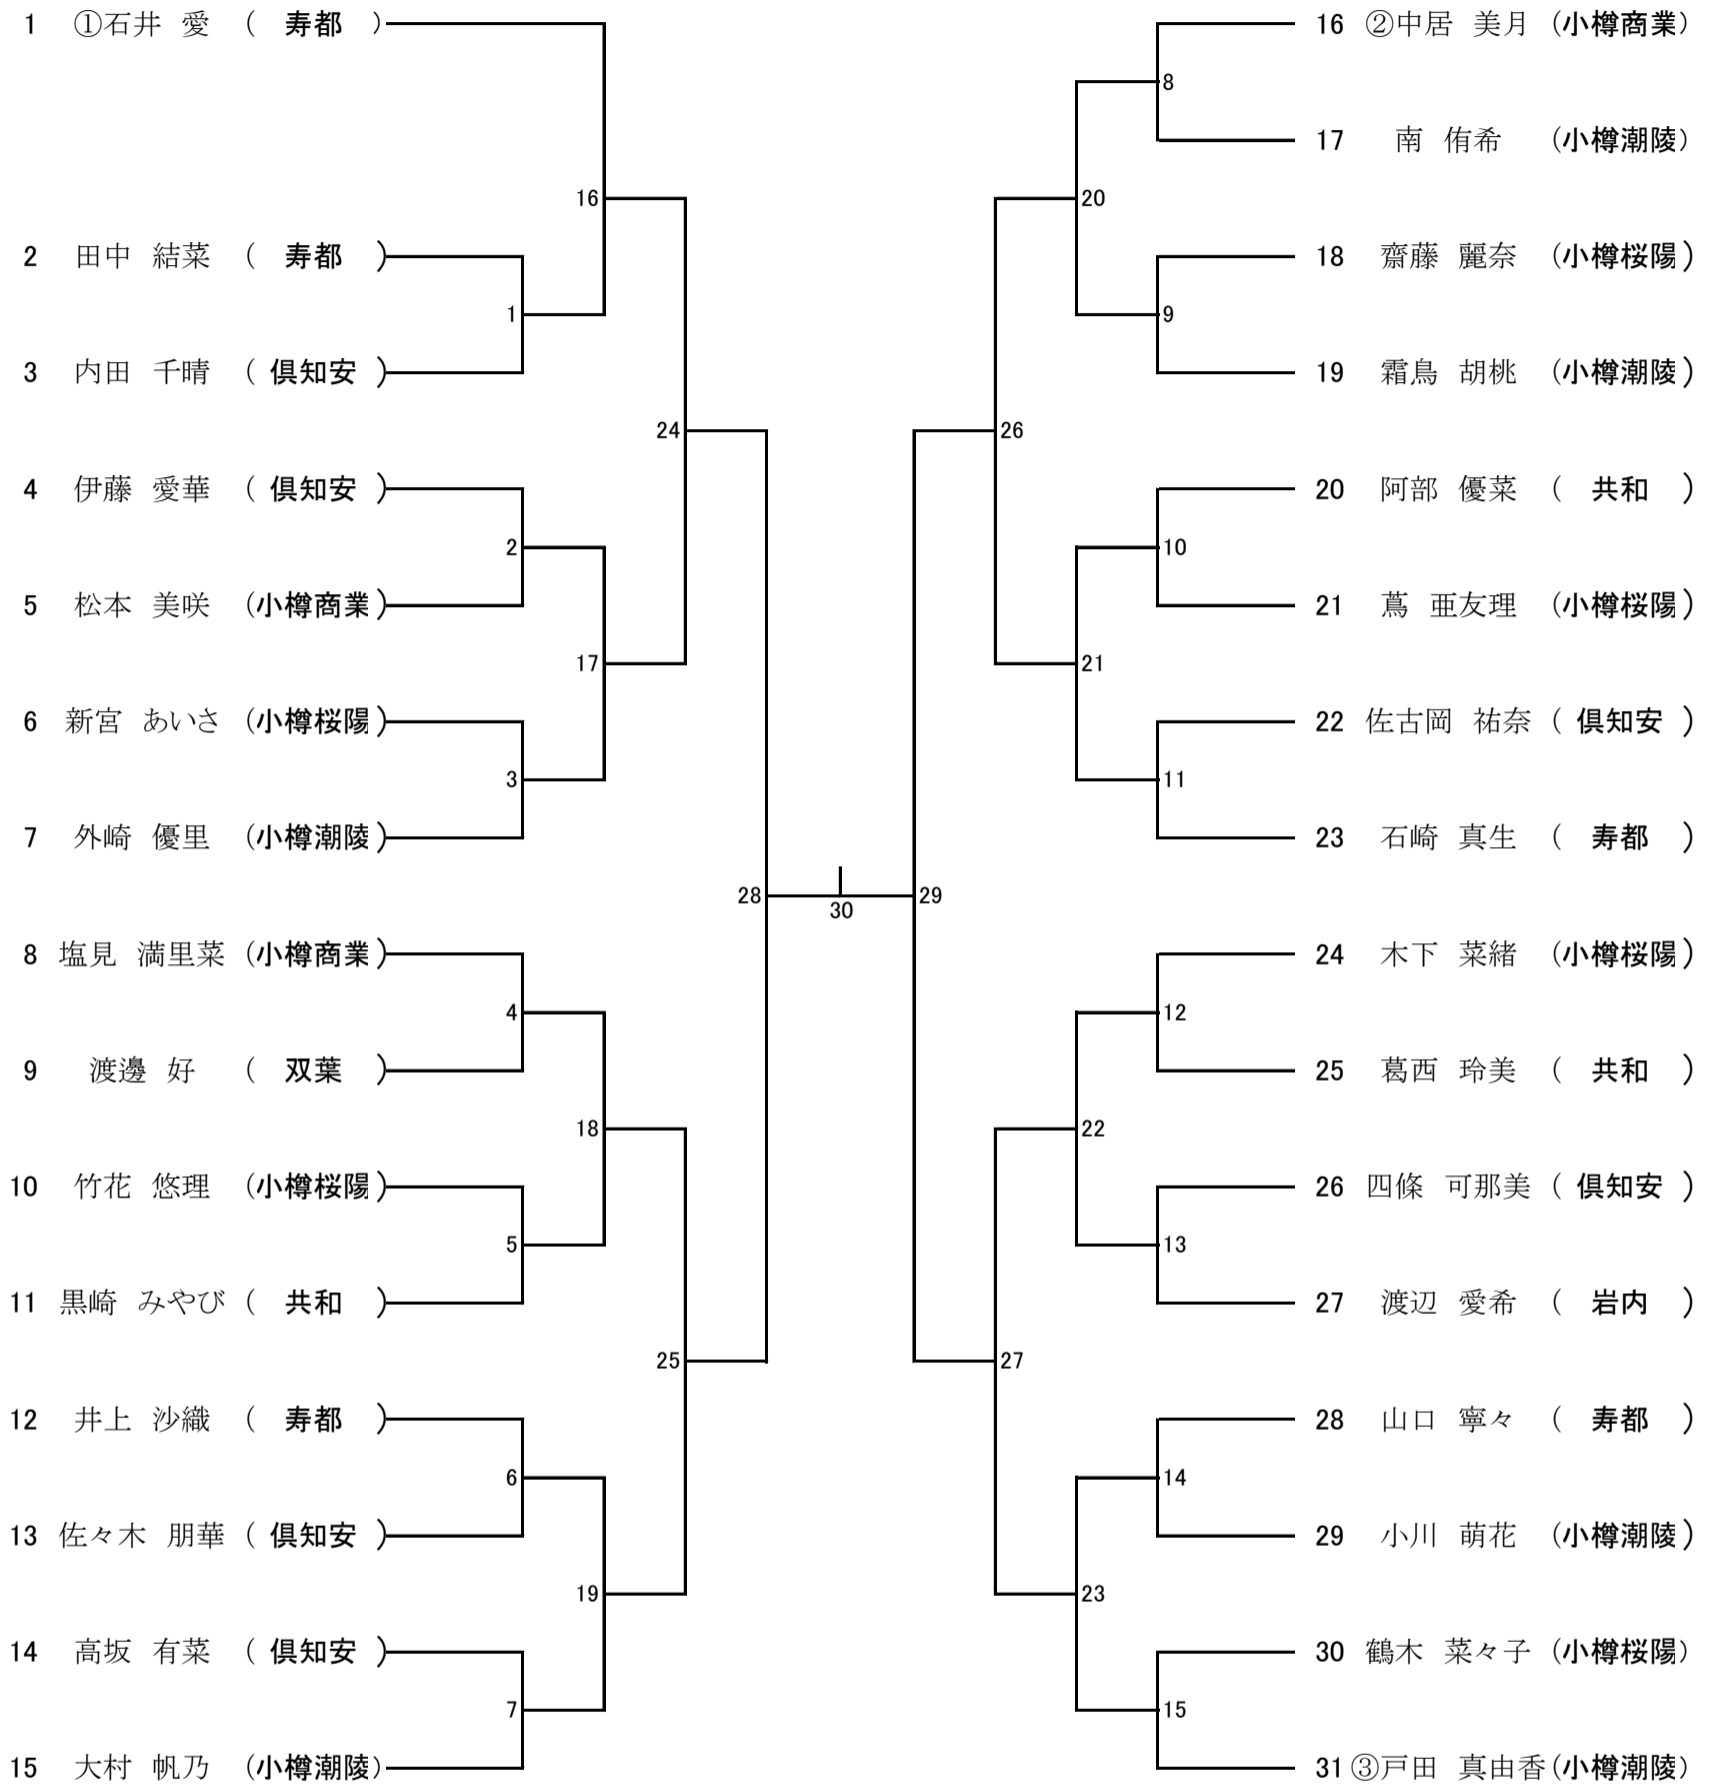 1 ①石井 愛 ( 寿都 )
16 ②中居 美月 (小樽商業)
8
17 南 侑希 (小樽潮陵)
16
20
2 田中 結菜 ( 寿都 )
18 齋藤 麗奈 (小樽桜陽)
1
9
3 内田 千晴 ( 倶知安 )
19 霜鳥 胡桃 (小樽潮陵)
24
26
4 伊藤 愛華 ( 倶知安 )
20 阿部 優菜 ( 共和 )
2
10
5 松本 美咲 (小樽商業)
21 蔦 亜友理 (小樽桜陽)
17
21
6 新宮 あいさ (小樽桜陽)
22 佐古岡 祐奈 ( 倶知安 )
3
11
7 外崎 優里 (小樽潮陵)
23 石崎 真生 ( 寿都 )
28
29
30
8 塩見 満里菜 (小樽商業)
24 木下 菜緒 (小樽桜陽)
4
12
9 渡邊 好 ( 双葉 )
25 葛西 玲美 ( 共和 )
18
22
10 竹花 悠理 (小樽桜陽)
26 四條 可那美 ( 倶知安 )
5
13
11 黒崎 みやび ( 共和 )
27 渡辺 愛希 ( 岩内 )
25
27
12 井上 沙織 ( 寿都 )
28 山口 寧々 ( 寿都 )
6
14
13 佐々木 朋華 ( 倶知安 )
29 小川 萌花 (小樽潮陵)
19
23
14 高坂 有菜 ( 倶知安 )
30 鶴木 菜々子 (小樽桜陽)
7
15
15 大村 帆乃 (小樽潮陵)
31 ③戸田 真由香 (小樽潮陵)